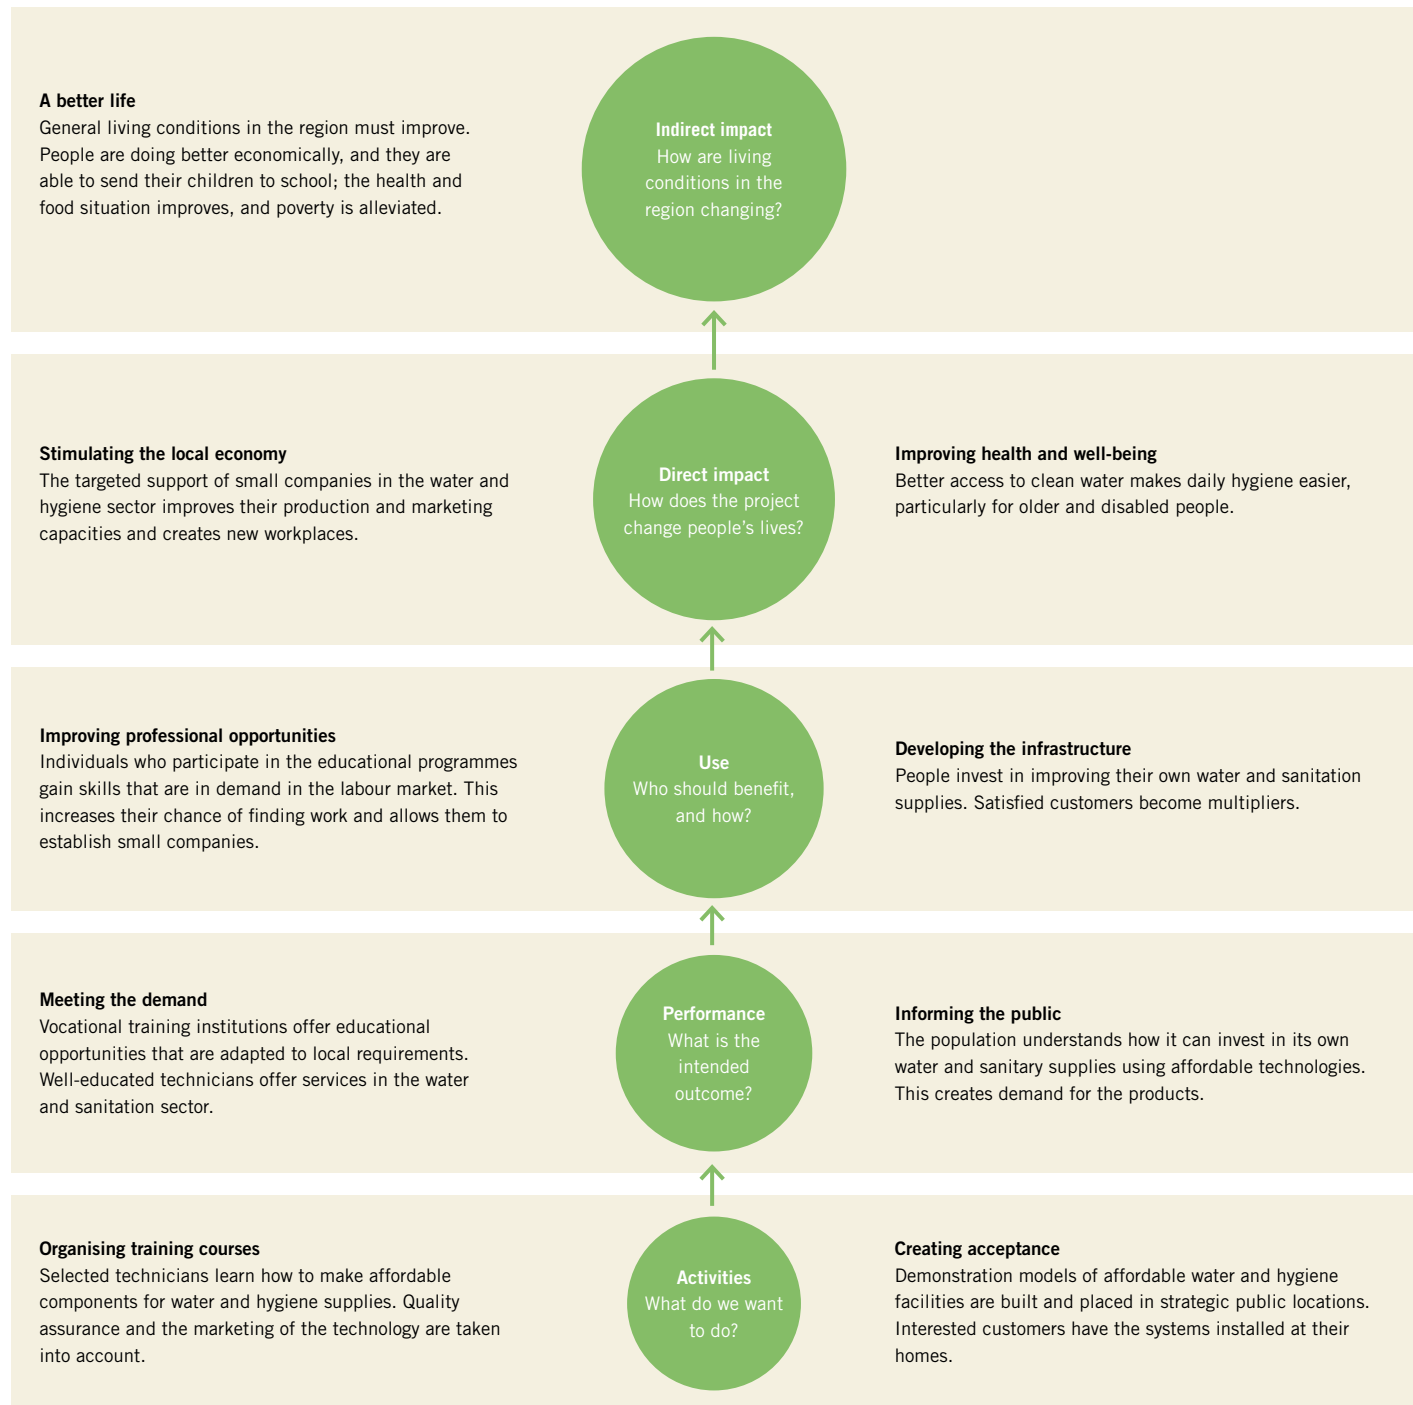 A better life
General living conditions in the region must improve.
People are doing better economically, and they are
able to send their children to school; the health and
food situation improves, and poverty is alleviated.
Indirect impact
How are living
conditions in the
region changing?
Stimulating the local economy
The targeted support of small companies in the water and
hygiene sector improves their production and marketing
capacities and creates new workplaces.
Direct impact
How does the project
change people's lives?
Improving health and well-being
Better access to clean water makes daily hygiene easier,
particularly for older and disabled people.
Improving professional opportunities
Individuals who participate in the educational programmes
gain skills that are in demand in the labour market. This
increases their chance of finding work and allows them to
establish small companies.
Use
Who should benefit,
and how?
Developing the infrastructure
People invest in improving their own water and sanitation
supplies. Satisfied customers become multipliers.
Meeting the demand
Vocational training institutions offer educational
opportunities that are adapted to local requirements.
Well-educated technicians offer services in the water
and sanitation sector.
Performance
What is the
intended
outcome?
Informing the public
The population understands how it can invest in its own
water and sanitary supplies using affordable technologies.
This creates demand for the products.
Organising training courses
Selected technicians learn how to make affordable
components for water and hygiene supplies. Quality
assurance and the marketing of the technology are taken
into account.
Activities
What do we want
to do?
Creating acceptance
Demonstration models of affordable water and hygiene
facilities are built and placed in strategic public locations.
Interested customers have the systems installed at their
homes.